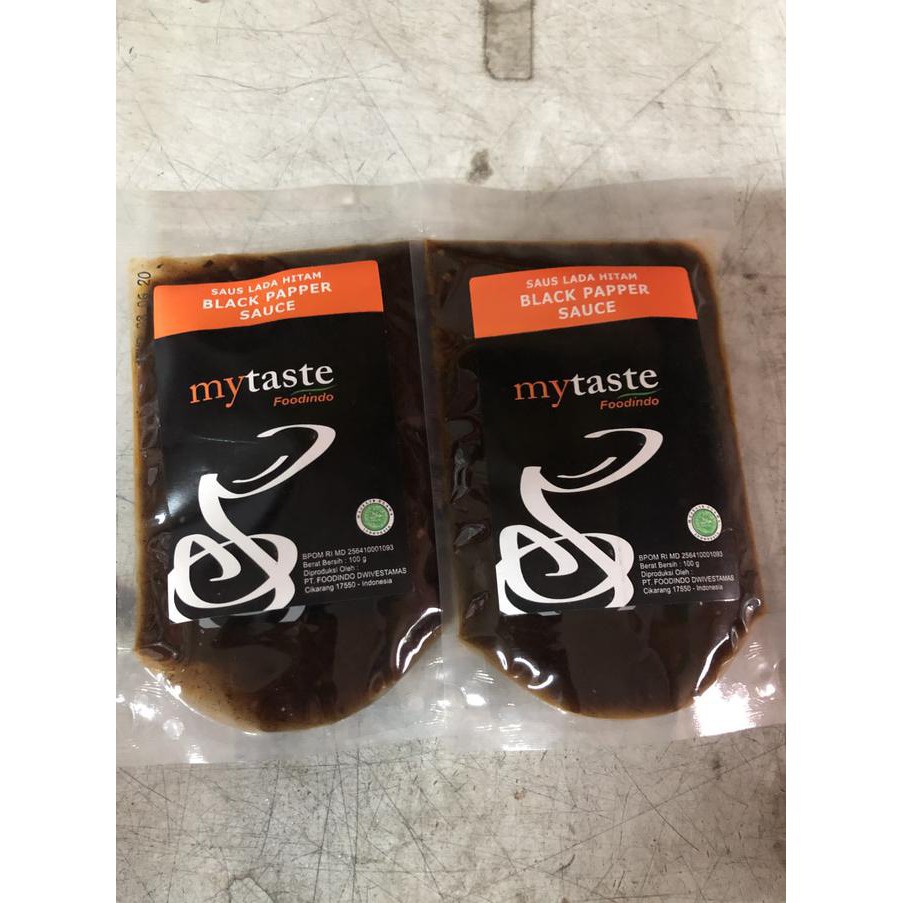 SAUS LADA HITAM
BLACK PAPPER
SAUCE
mytaste
Foodindo
BPOM RI MD 256410001093
Berat Bersih : 100 g
Diproduksi Oleh :
PT. FOODINDO DWIVESTAMAS
Cikarang 17550 - Indonesia
SAUS LADA HITAM
BLACK PAPPER
SAUCE
mytaste
Foodindo
BPOM RI MD 256410001093
Berat Bersih : 100 g
Diproduksi Oleh :
PT. FOODINDO DWIVESTAMAS
Cikarang 17550 - Indonesia